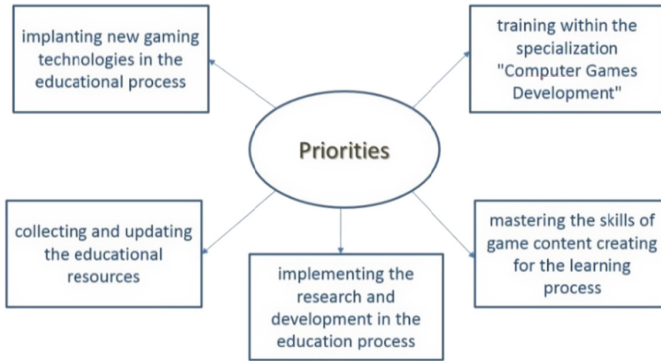 implanting new gaming
technologies in the
educational process
training within the
specialization
"Computer Games
Development"
Priorities
collecting and updating
the educational
resources
implementing the
research and
development in the
education process
mastering the skills of
game content creating
for the learning
process